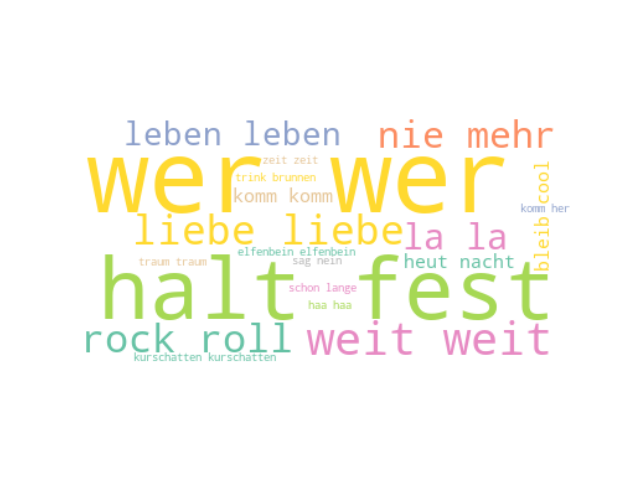 leben leben
nie mehr
wer wer
zeit zeit
trink brunnen
komm komm
bleib cool
komm her
liebe liebe
la la
elfenbein elfenbein
traum traum
sag nein
heut nacht
halt fest
schon lange
haa haa
rock roll
weit weit
kurschatten kurschatten